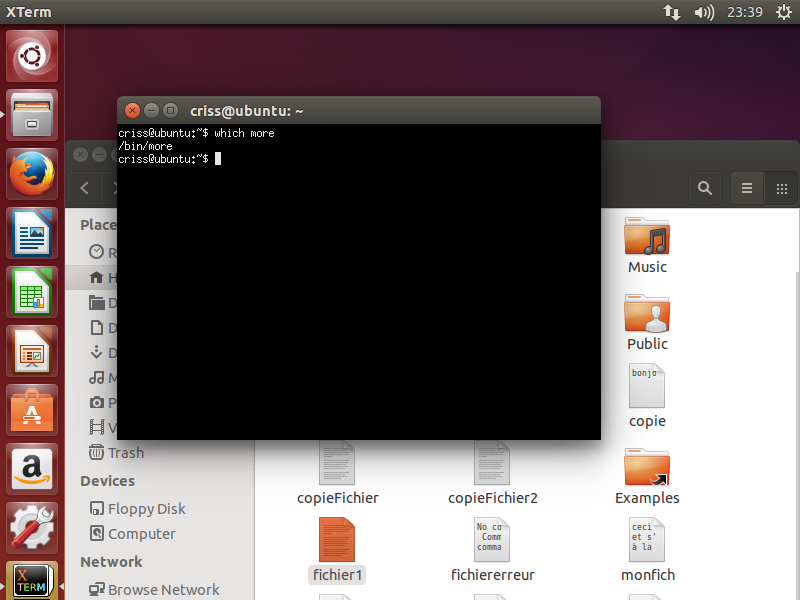 XTerm
23:39
criss@ubuntu: ~
criss@ubuntu:~$ which more
/bin/more
criss@ubuntu:~$
Music
Public
bonjo
copie
Trash
copieFichier
copieFichier2
Examples
Devices
Floppy Disk
Computer
No co
Comm
comma
ceci
et s'
à la
fichier1
fichiererreur
monfich
Network
Browse Network
a
X
TERM